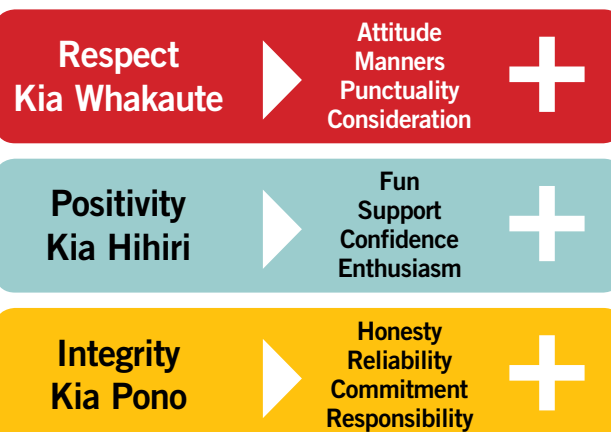 Respect
Kia Whakaute
Attitude
Manners
Punctuality
Consideration
+
Positivity
Kia Hihiri
Fun
Support
Confidence
Enthusiasm
+
Integrity
Kia Pono
Honesty
Reliability
Commitment
Responsibility
+